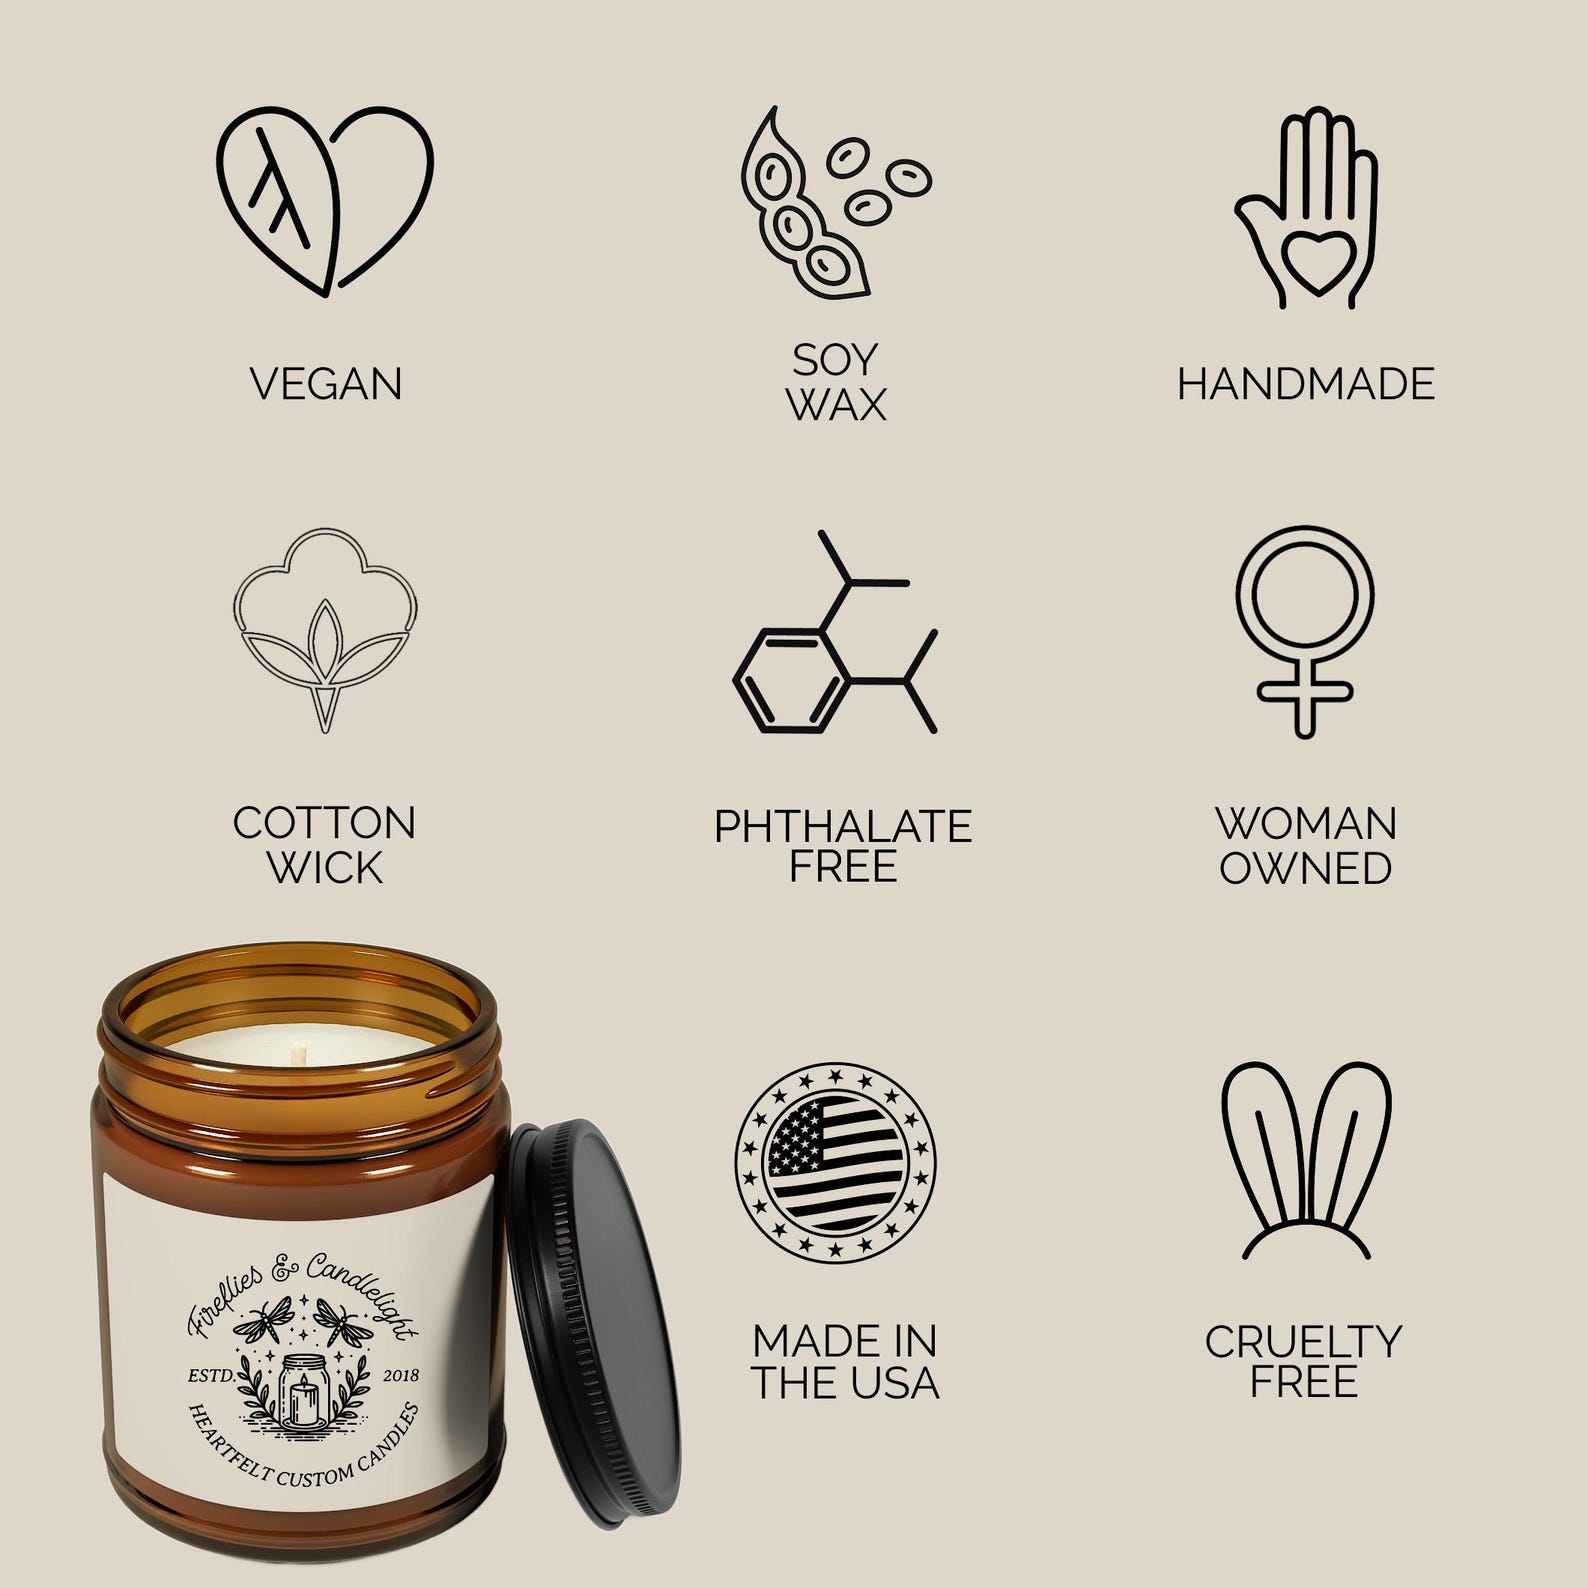 VEGAN
SOY
WAX
HANDMADE
COTTON
WICK
PHTHALATE
FREE
WOMAN
OWNED
MADE IN
THE USA
CRUELTY
FREE
Fireflies & Candlelight
ESTD. 2018
HEARTFELT CUSTOM CANDLES